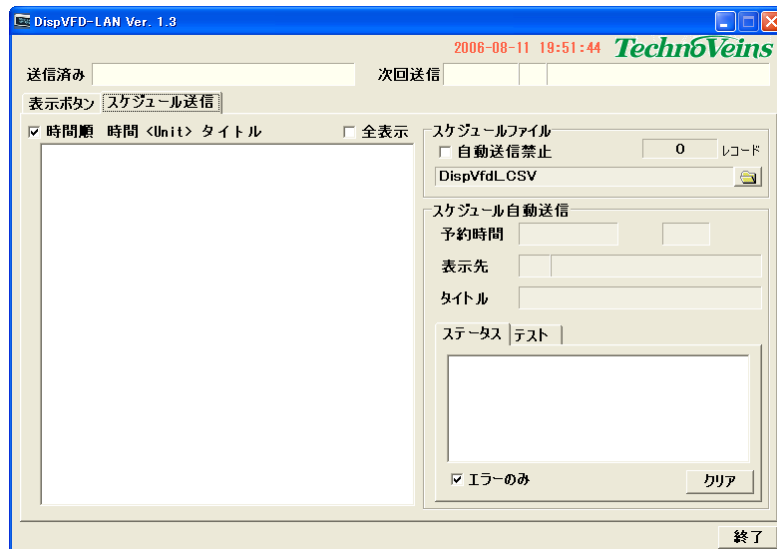 DispVFD-LAN Ver. 1.3
2006-08-11 19:51:44 TechnoVeins
送信済み 次回送信
表示ボタン スケジュール送信
時間順 時間 <Unit> タイトル 全表示
スケジュールファイル
自動送信禁止 0 レコード
DispVfdL.CSV
スケジュール自動送信
予約時間
表示先
タイトル
ステータス テスト
エラーのみ クリア
終了